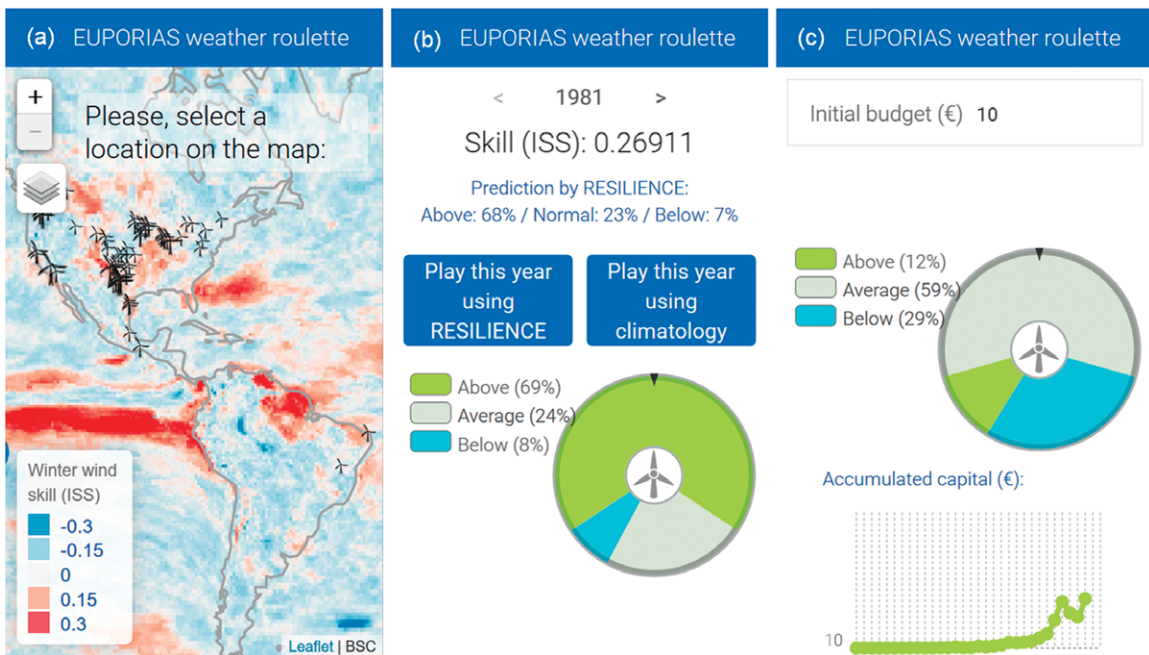 (a) EUPORIAS weather roulette
+
−
Please, select a
location on the map:
Winter wind
skill (ISS)
-0.3
-0.15
0
0.15
0.3
Leaflet | BSC
(b) EUPORIAS weather roulette
< 1981 >
Skill (ISS): 0.26911
Prediction by RESILIENCE:
Above: 68% / Normal: 23% / Below: 7%
Play this year
using
RESILIENCE
Play this year
using
climatology
Above (69%)
Average (24%)
Below (8%)
(c) EUPORIAS weather roulette
Initial budget (€) 10
Above (12%)
Average (59%)
Below (29%)
Accumulated capital (€):
10